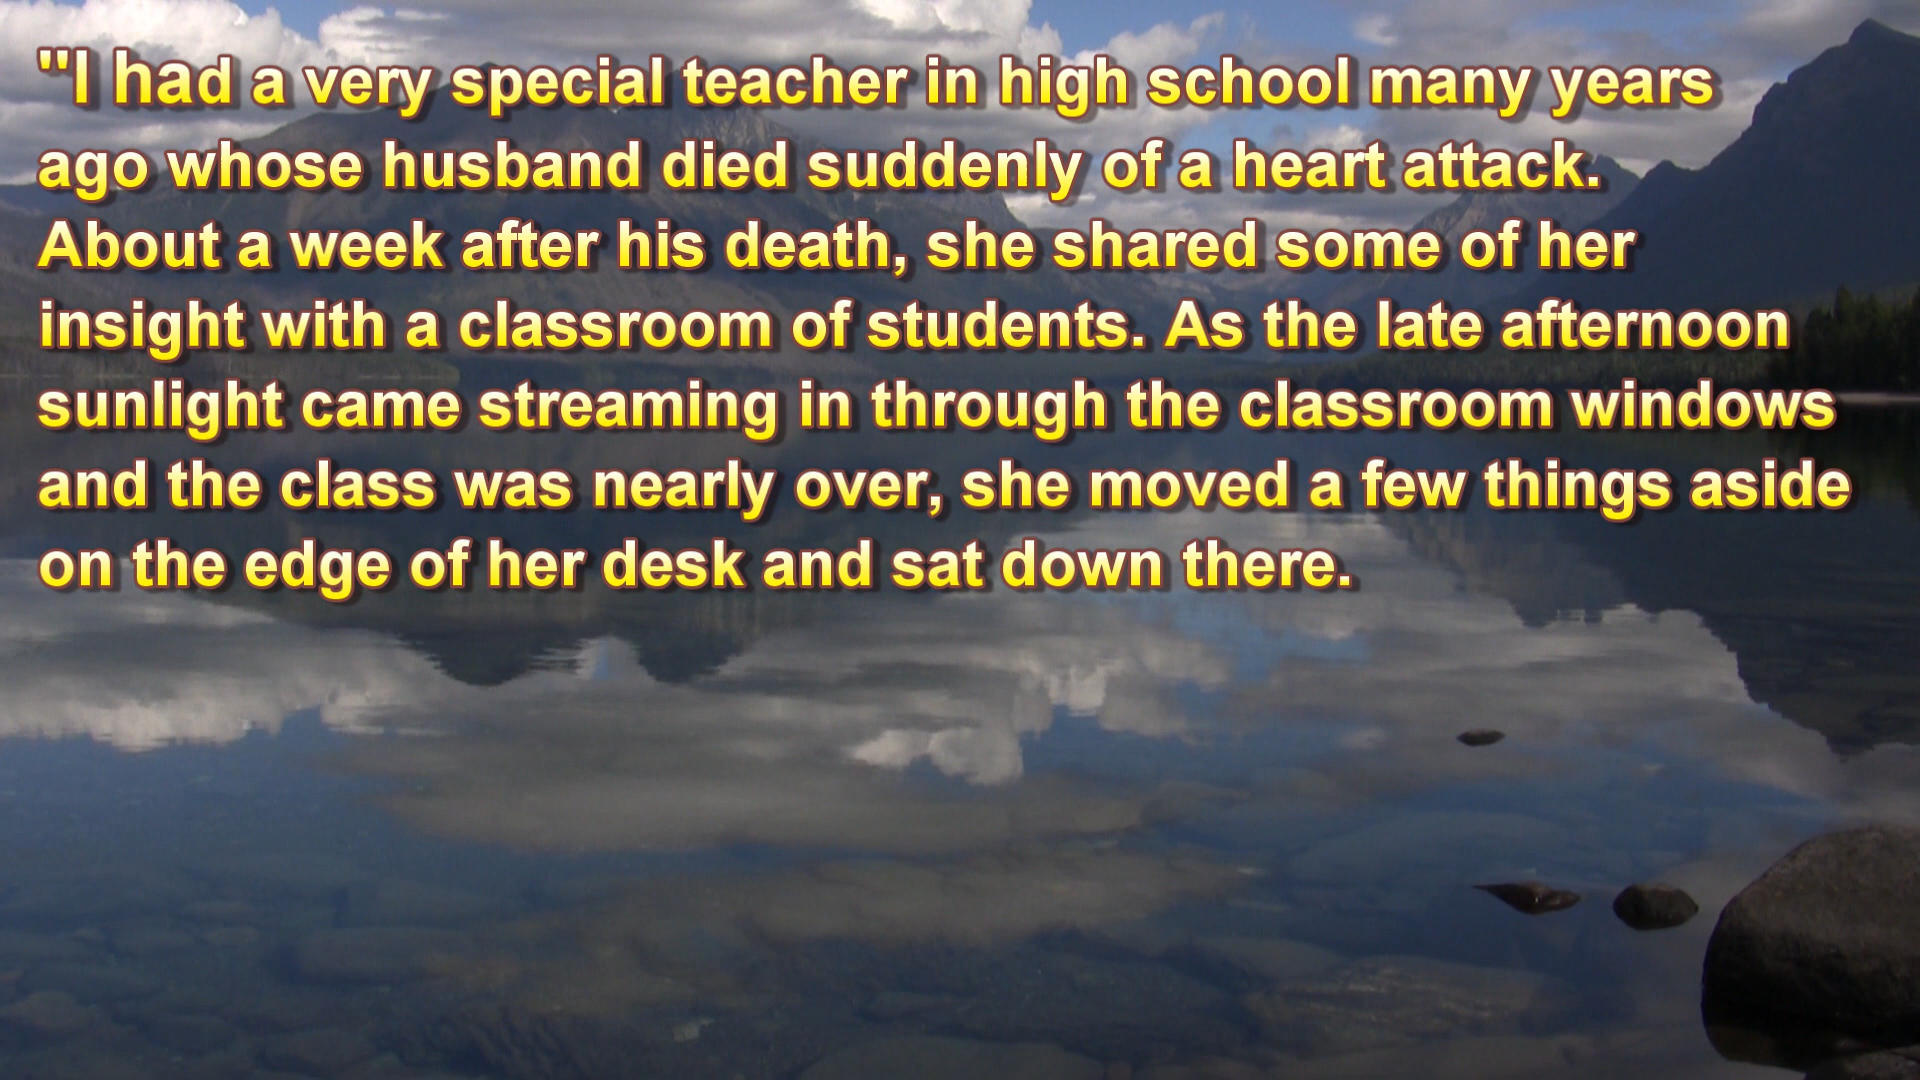 "I had a very special teacher in high school many years
ago whose husband died suddenly of a heart attack.
About a week after his death, she shared some of her
insight with a classroom of students. As the late afternoon
sunlight came streaming in through the classroom windows
and the class was nearly over, she moved a few things aside
on the edge of her desk and sat down there.